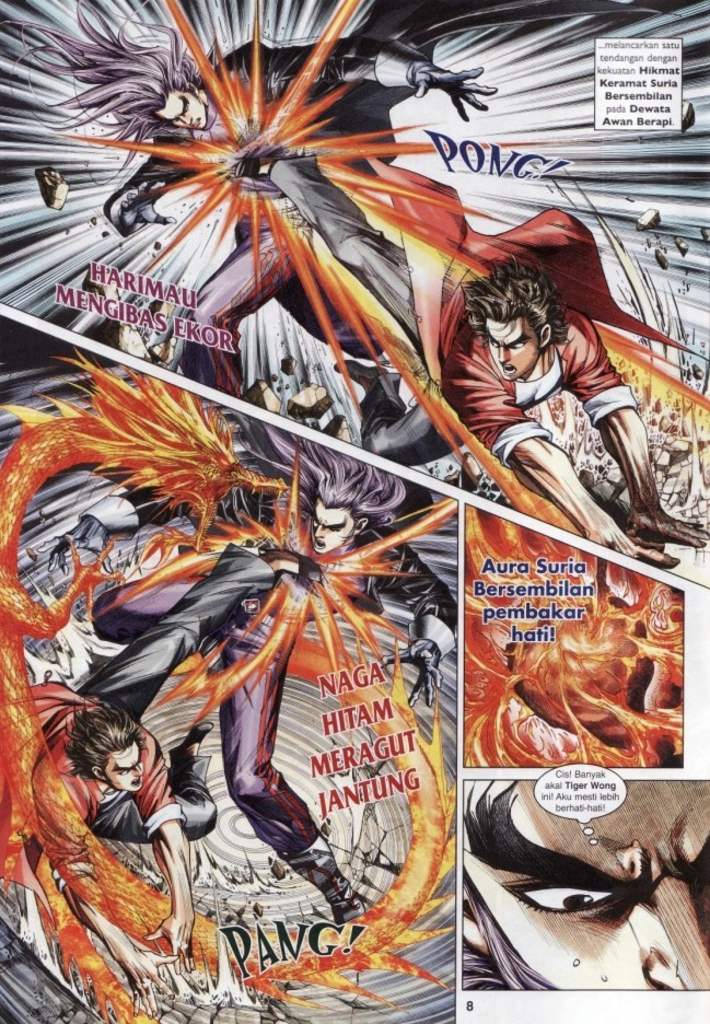 ...melancarkan satu
tendangan dengan
kekuatan Hikmat
Keramat Suria
Bersembilan
pada Dewata
Awan Berapi.
PONG!
HARIMAU
MENGIBAS EKOR
NAGA
HITAM
MERAGUT
JANTUNG
PANG!
Aura Suria
Bersembilan
pembakar
hati!
Cis! Banyak
akal Tiger Wong
ini! Aku mesti lebih
berhati-hati!
8